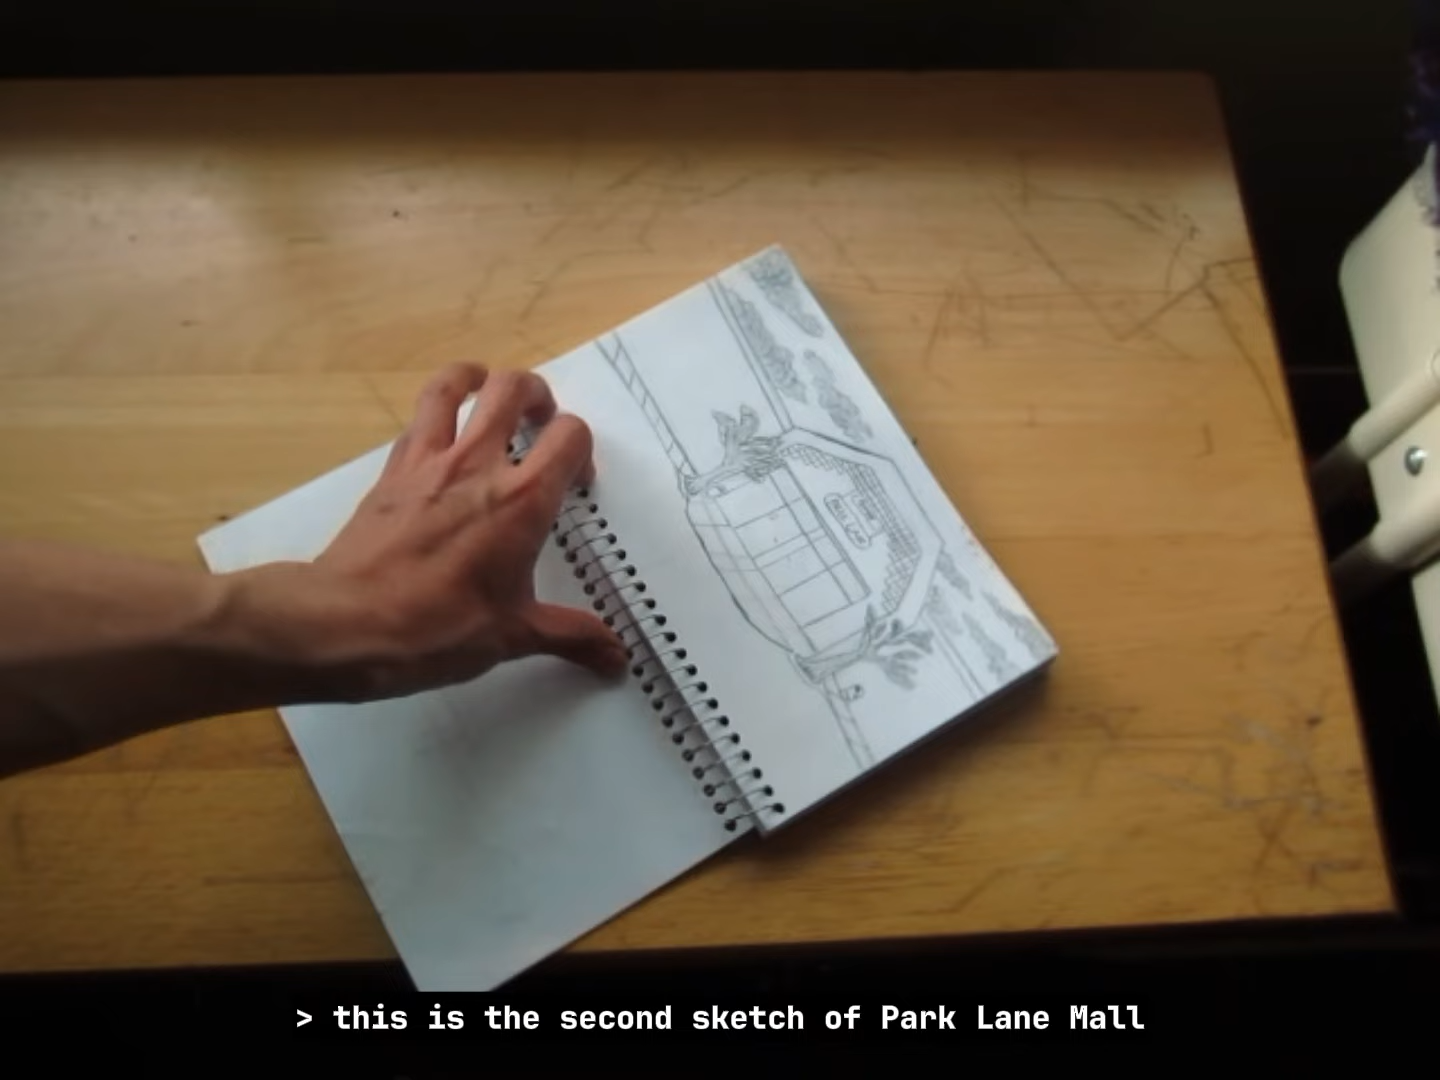 > this is the second sketch of Park Lane Mall